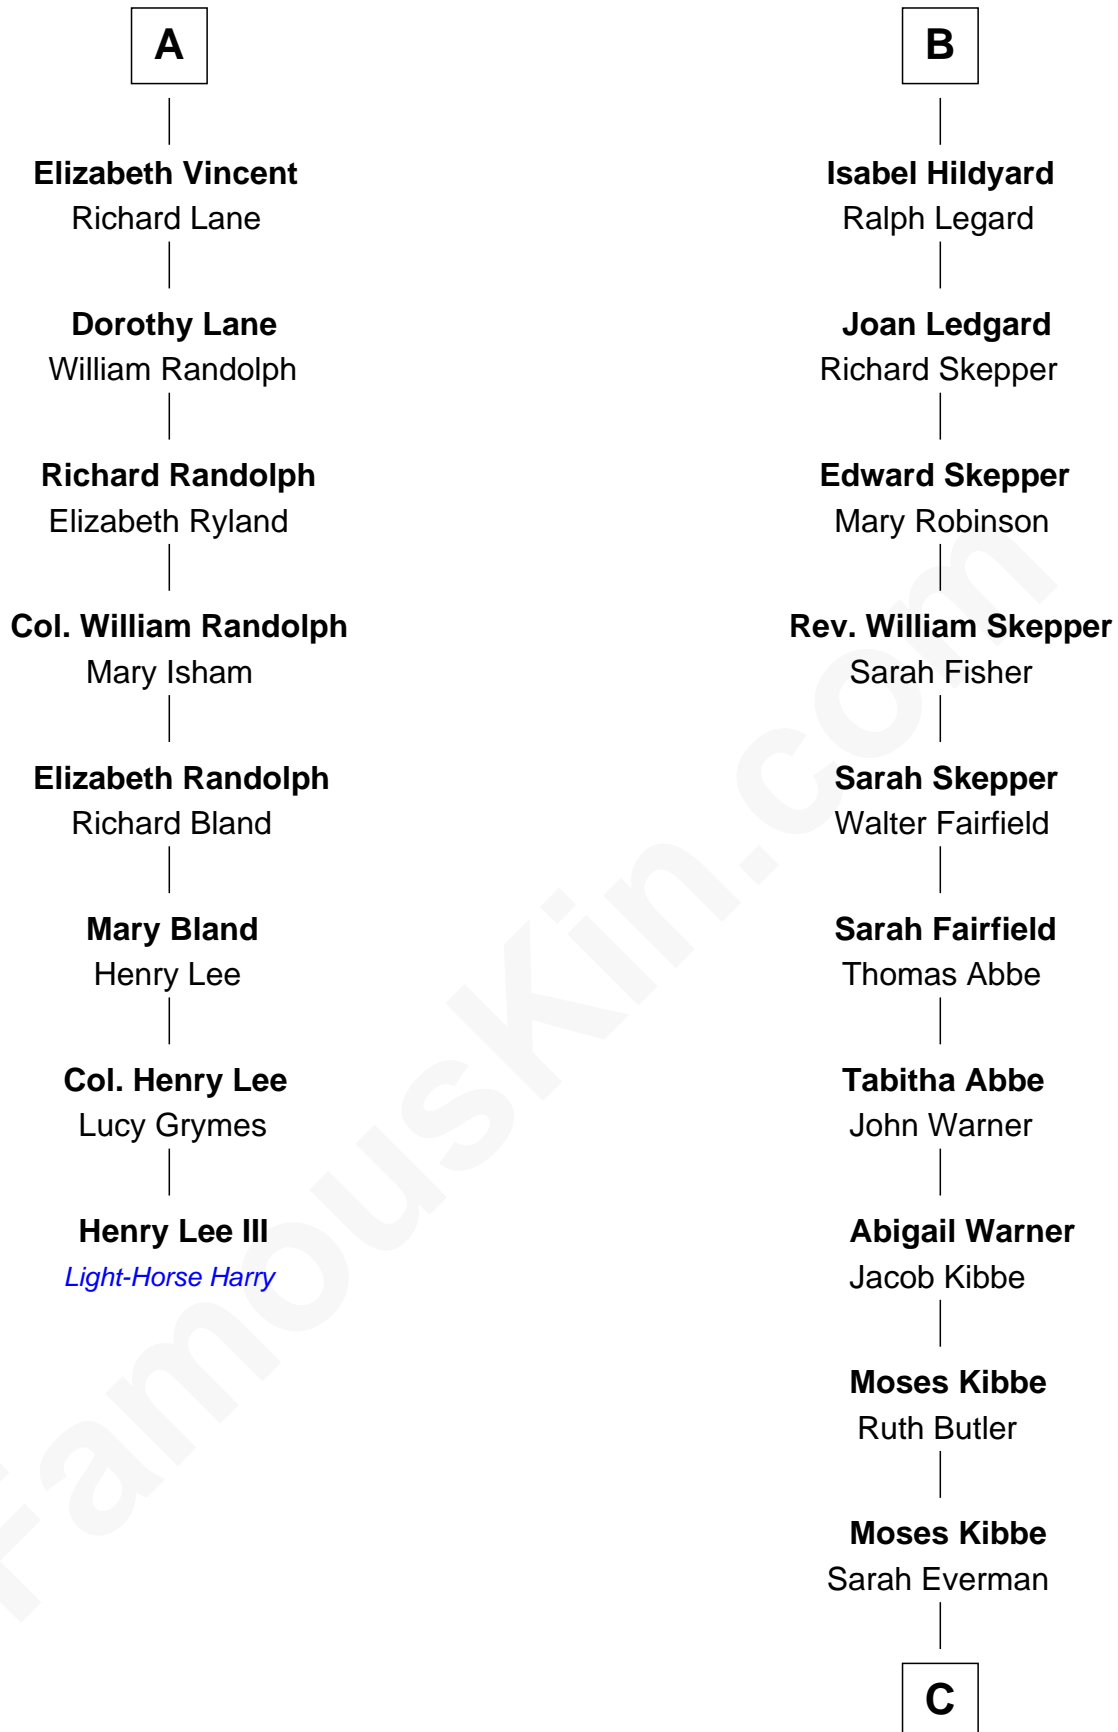 A
Elizabeth Vincent
Richard Lane
Dorothy Lane
William Randolph
Richard Randolph
Elizabeth Ryland
Col. William Randolph
Mary Isham
Elizabeth Randolph
Richard Bland
Mary Bland
Henry Lee
Col. Henry Lee
Lucy Grymes
Henry Lee III
Light-Horse Harry
B
Isabel Hildyard
Ralph Legard
Joan Ledgard
Richard Skepper
Edward Skepper
Mary Robinson
Rev. William Skepper
Sarah Fisher
Sarah Skepper
Walter Fairfield
Sarah Fairfield
Thomas Abbe
Tabitha Abbe
John Warner
Abigail Warner
Jacob Kibbe
Moses Kibbe
Ruth Butler
Moses Kibbe
Sarah Everman
C
FamousKin.com